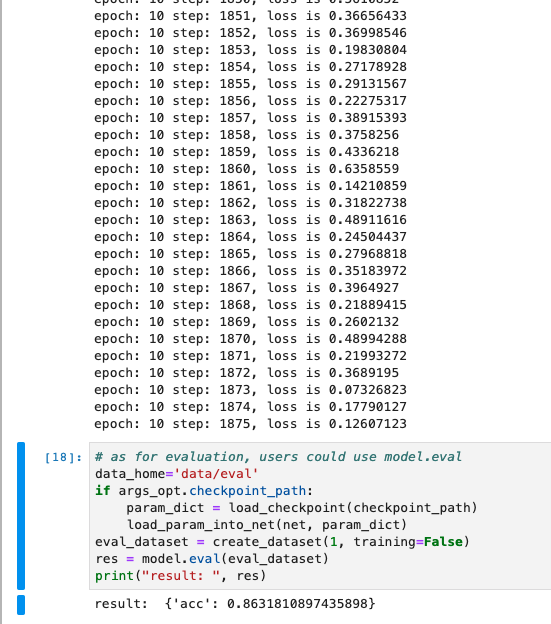 epoch: 10 step: 1851, loss is 0.36656433
epoch: 10 step: 1852, loss is 0.36998546
epoch: 10 step: 1853, loss is 0.19830804
epoch: 10 step: 1854, loss is 0.27178928
epoch: 10 step: 1855, loss is 0.29131567
epoch: 10 step: 1856, loss is 0.22275317
epoch: 10 step: 1857, loss is 0.38915393
epoch: 10 step: 1858, loss is 0.3758256
epoch: 10 step: 1859, loss is 0.4336218
epoch: 10 step: 1860, loss is 0.6358559
epoch: 10 step: 1861, loss is 0.14210859
epoch: 10 step: 1862, loss is 0.31822738
epoch: 10 step: 1863, loss is 0.48911616
epoch: 10 step: 1864, loss is 0.24504437
epoch: 10 step: 1865, loss is 0.27968818
epoch: 10 step: 1866, loss is 0.35183972
epoch: 10 step: 1867, loss is 0.3964927
epoch: 10 step: 1868, loss is 0.21889415
epoch: 10 step: 1869, loss is 0.2602132
epoch: 10 step: 1870, loss is 0.48994288
epoch: 10 step: 1871, loss is 0.21993272
epoch: 10 step: 1872, loss is 0.3689195
epoch: 10 step: 1873, loss is 0.07326823
epoch: 10 step: 1874, loss is 0.17790127
epoch: 10 step: 1875, loss is 0.12607123
[18]: # as for evaluation, users could use model.eval
data_home='data/eval'
if args_opt.checkpoint_path:
    param_dict = load_checkpoint(checkpoint_path)
    load_param_into_net(net, param_dict)
eval_dataset = create_dataset(1, training=False)
res = model.eval(eval_dataset)
print("result: ", res)
result:  {'acc': 0.8631810897435898}